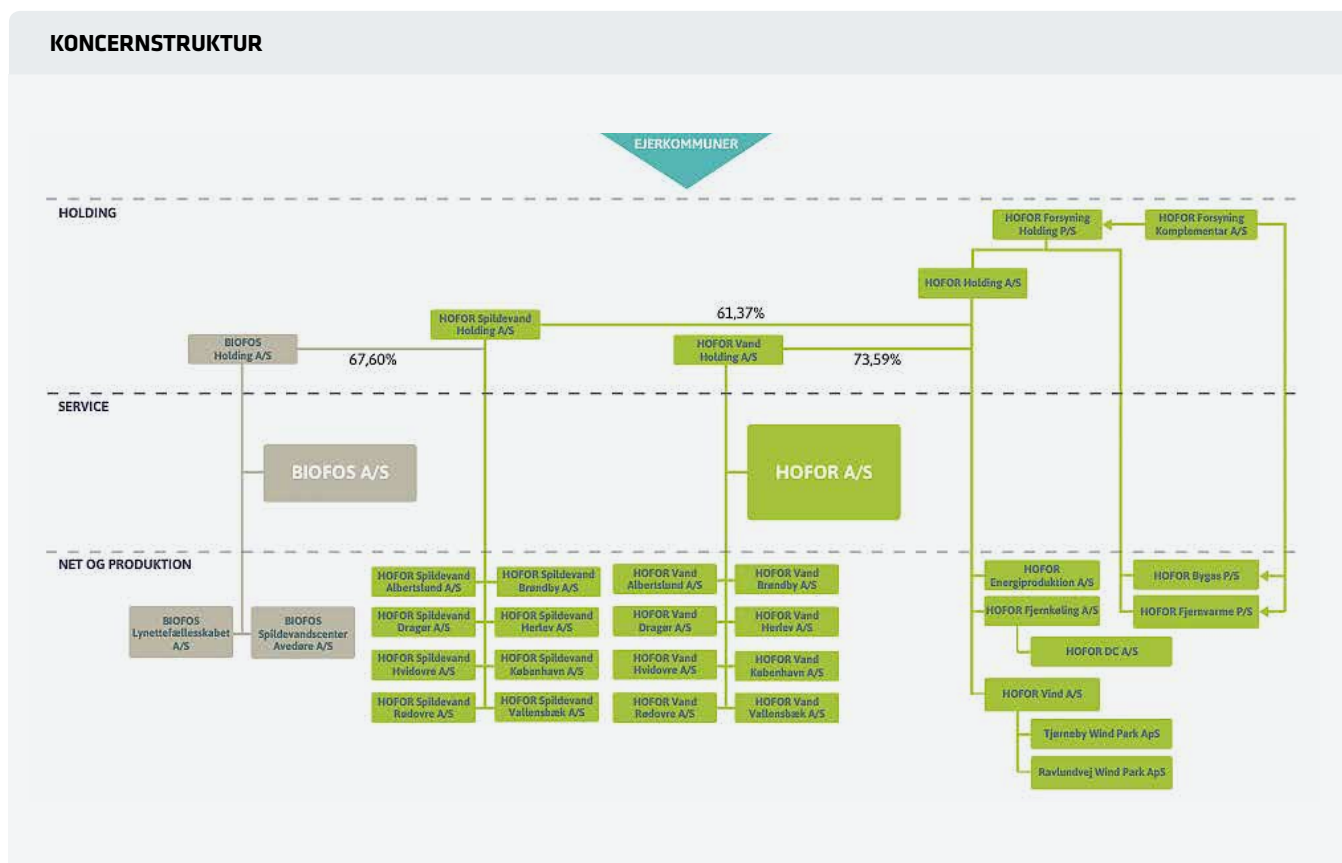 KONCERNSTRUKTUR
EJERKOMMUNER
HOLDING
HOFOR Forsyning
Holding P/S
HOFOR Forsyning
Komplementar A/S
HOFOR Holding A/S
HOFOR Spildevand
Holding A/S
61,37%
BIOFOS
Holding A/S
67,60%
HOFOR Vand
Holding A/S
73,59%
SERVICE
BIOFOS A/S
HOFOR A/S
NET OG PRODUKTION
BIOFOS
Lynettefællesskabet
A/S
BIOFOS
Spildevandscenter
Avedøre A/S
HOFOR Spildevand
Albertslund A/S
HOFOR Spildevand
Brøndby A/S
HOFOR Spildevand
Dragør A/S
HOFOR Spildevand
Herlev A/S
HOFOR Spildevand
Hvidovre A/S
HOFOR Spildevand
København A/S
HOFOR Spildevand
Rødovre A/S
HOFOR Spildevand
Vallensbæk A/S
HOFOR Vand
Albertslund A/S
HOFOR Vand
Brøndby A/S
HOFOR Vand
Dragør A/S
HOFOR Vand
Herlev A/S
HOFOR Vand
Hvidovre A/S
HOFOR Vand
København A/S
HOFOR Vand
Rødovre A/S
HOFOR Vand
Vallensbæk A/S
HOFOR
Energiproduktion A/S
HOFOR Fjernkøling A/S
HOFOR DC A/S
HOFOR Vind A/S
Tjørneby Wind Park ApS
Ravlundvej Wind Park ApS
HOFOR Bygas P/S
HOFOR Fjernvarme P/S